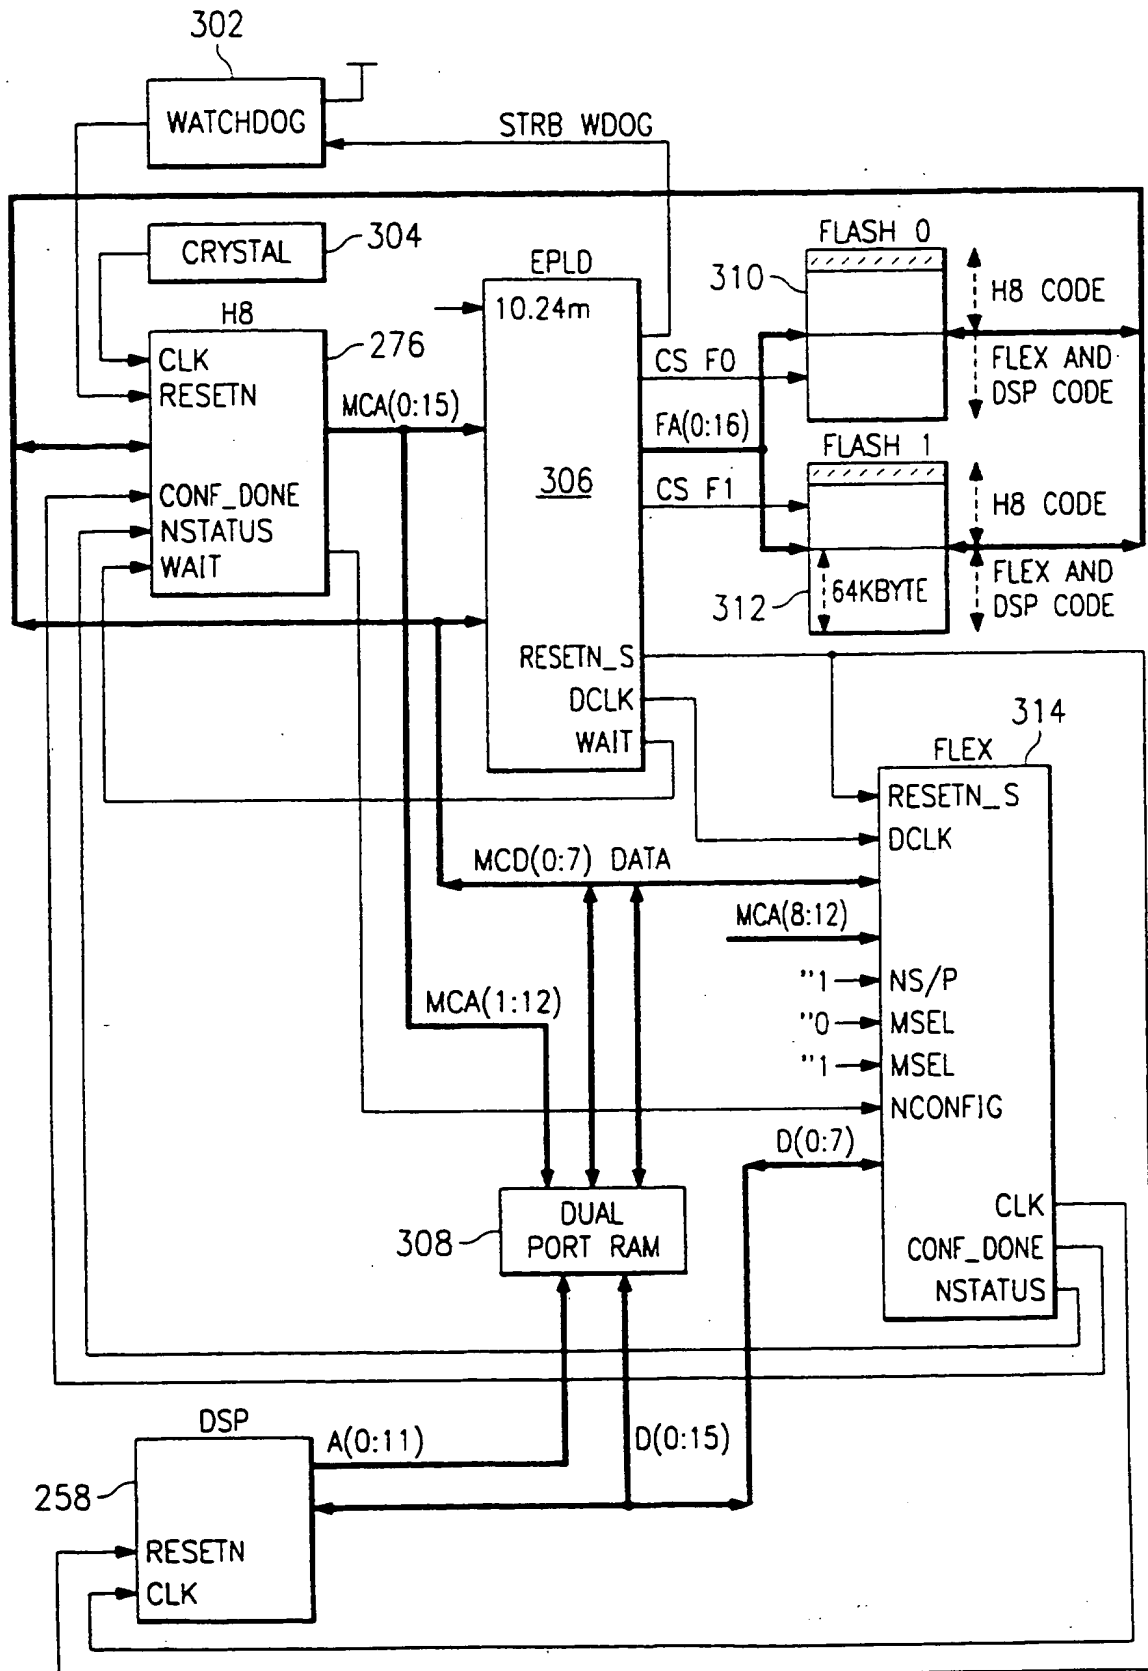 302
WATCHDOG
STRB WDOG
CRYSTAL
304
FLASH 0
EPLD
310
H8 CODE
10.24m
H8
276
CLK
CS F0
FLEX AND
DSP CODE
RESETN
MCA(0:15)
FA(0:16)
FLASH 1
306
CS F1
H8 CODE
CONF_DONE
NSTATUS
WAIT
312
64KBYTE
FLEX AND
DSP CODE
RESETN_S
DCLK
WAIT
314
FLEX
RESETN_S
DCLK
MCD(0:7) DATA
MCA(8:12)
"1
NS/P
MCA(1:12)
"0
MSEL
"1
MSEL
NCONFIG
D(0:7)
CLK
DUAL
PORT RAM
308
CONF_DONE
NSTATUS
DSP
A(0:11)
D(0:15)
258
RESETN
CLK